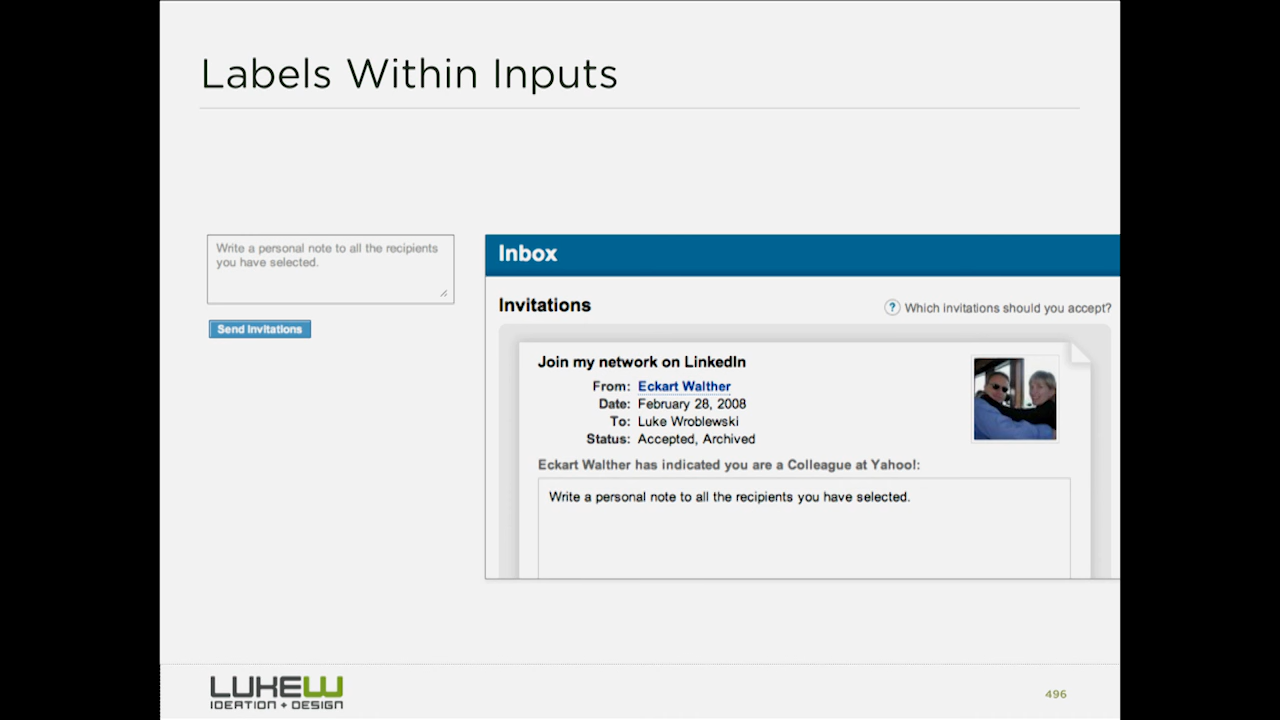 Labels Within Inputs
Write a personal note to all the recipients
you have selected.
Send Invitations
Inbox
Invitations
? Which invitations should you accept?
Join my network on LinkedIn
From: Eckart Walther
Date: February 28, 2008
To: Luke Wroblewski
Status: Accepted, Archived
Eckart Walther has indicated you are a Colleague at Yahoo!:
Write a personal note to all the recipients you have selected.
LUKEW
IDEATION + DESIGN
496